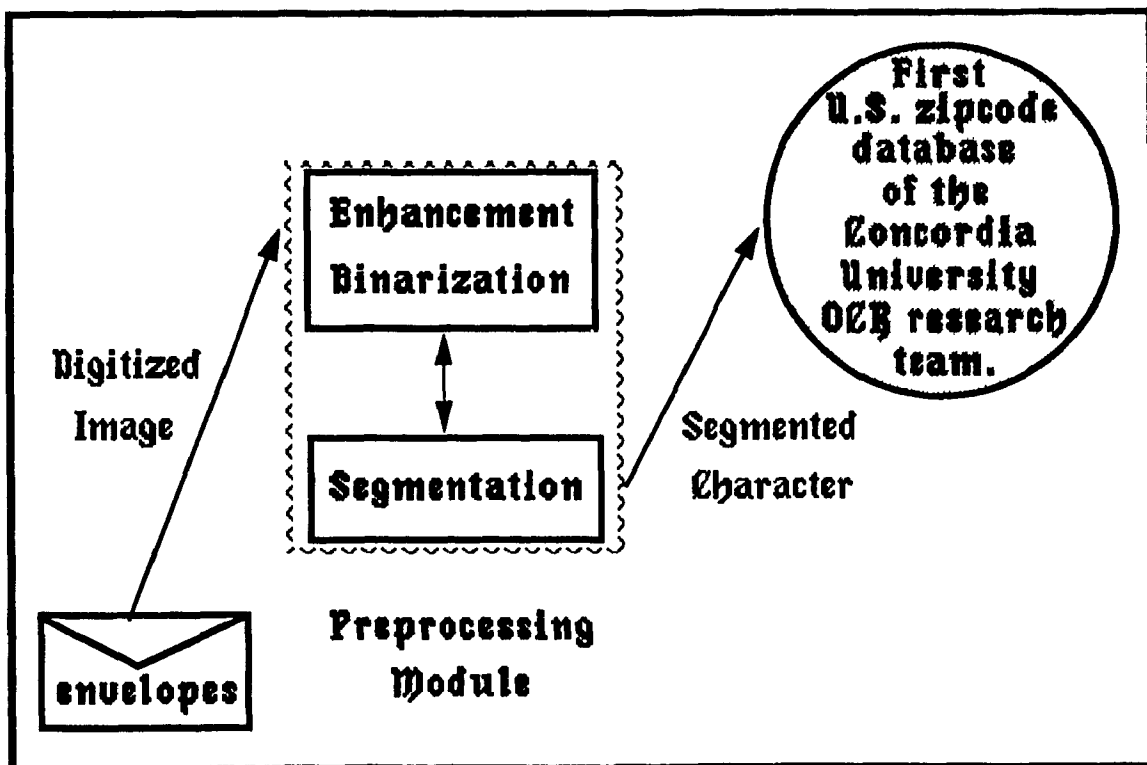 envelopes
Digitized
Image
Enhancement
Binarization
Segmentation
Preprocessing
Module
Segmented
Character
First
U.S. zipcode
database
of the
Concordia
University
OCR research
team.